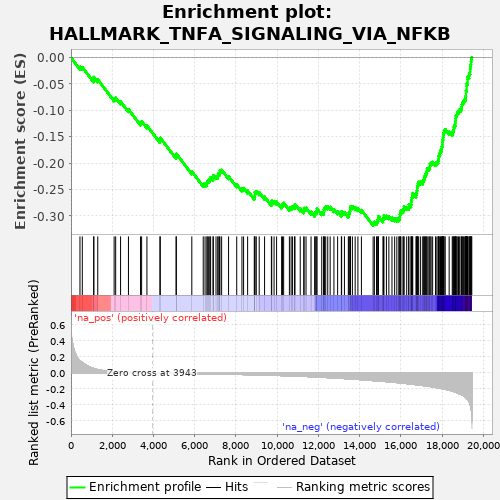 Enrichment plot:
HALLMARK_TNFA_SIGNALING_VIA_NFKB
Enrichment score (ES)
0.00
-0.05
-0.10
-0.15
-0.20
-0.25
-0.30
'na_pos' (positively correlated)
Ranked list metric (PreRanked)
0.6
0.4
0.2
0.0
-0.2
-0.4
-0.6
Zero cross at 3943
'na_neg' (negatively correlated)
0
2,000
4,000
6,000
8,000
10,000
12,000
14,000
16,000
18,000
20,000
Rank in Ordered Dataset
Enrichment profile
Hits
Ranking metric scores